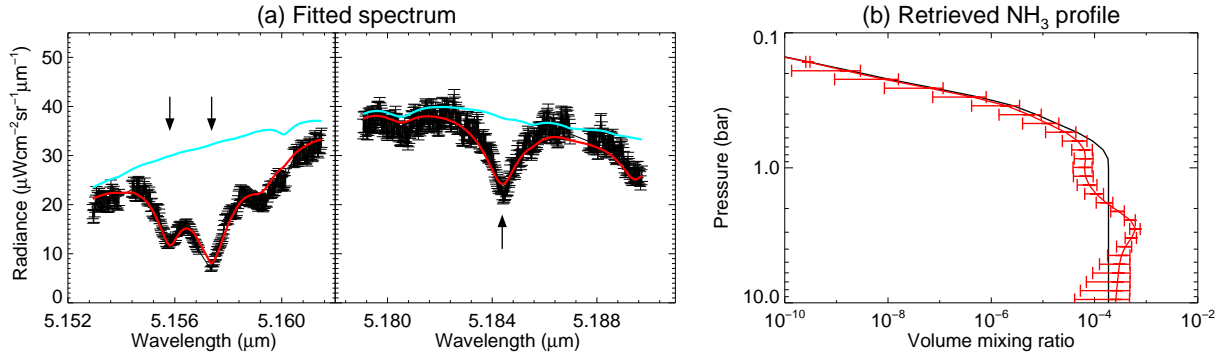 (a) Fitted spectrum
(b) Retrieved NH₃ profile
Radiance (μWcm⁻²sr⁻¹μm⁻¹)
50
40
30
20
10
0
5.152 5.156 5.160
5.180 5.184 5.188
Wavelength (μm)
Wavelength (μm)
Pressure (bar)
0.1
1.0
10.0
10⁻¹⁰ 10⁻⁸ 10⁻⁶ 10⁻⁴ 10⁻²
Volume mixing ratio